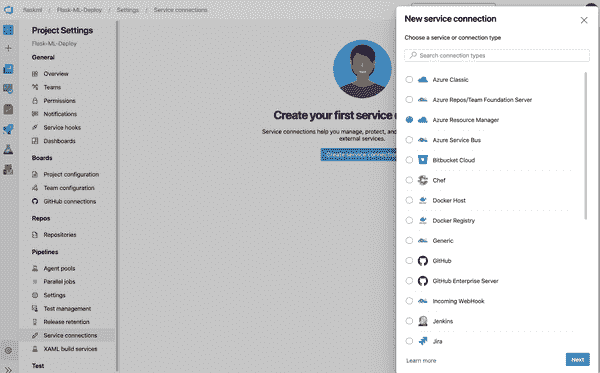 flaskml / Flask-ML-Deploy / Settings / Service connections
Project Settings
Flask-ML-Deploy
General
Overview
Teams
Permissions
Notifications
Service hooks
Dashboards
Boards
Project configuration
Team configuration
GitHub connections
Repos
Repositories
Pipelines
Agent pools
Parallel jobs
Settings
Test management
Release retention
Service connections
XAML build services
Test
Create your first service
Service connections help you manage, protect, and
external services.
Create service connection
New service connection
Choose a service or connection type
Search connection types
Azure Classic
Azure Repos/Team Foundation Server
Azure Resource Manager
Azure Service Bus
Bitbucket Cloud
Chef
Docker Host
Docker Registry
Generic
GitHub
GitHub Enterprise Server
Incoming WebHook
Jenkins
Jira
Learn more
Next